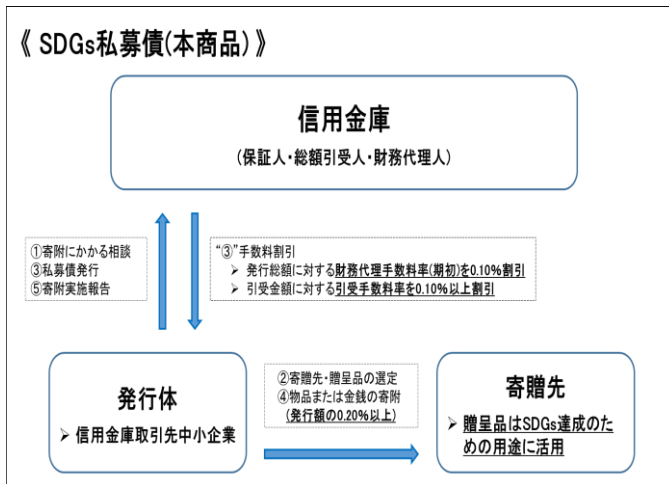 《 SDGs私募債(本商品) 》
信用金庫
(保証人・総額引受人・財務代理人)
①寄附にかかる相談
③私募債発行
⑤寄附実施報告
“③”手数料割引
➢ 発行総額に対する財務代理手数料率(期初)を0.10%割引
➢ 引受金額に対する引受手数料率を0.10%以上割引
発行体
➢ 信用金庫取引先中小企業
②寄贈先・贈呈品の選定
④物品または金銭の寄附
(発行額の0.20%以上)
寄贈先
➢ 贈呈品はSDGs達成のた
めの用途に活用